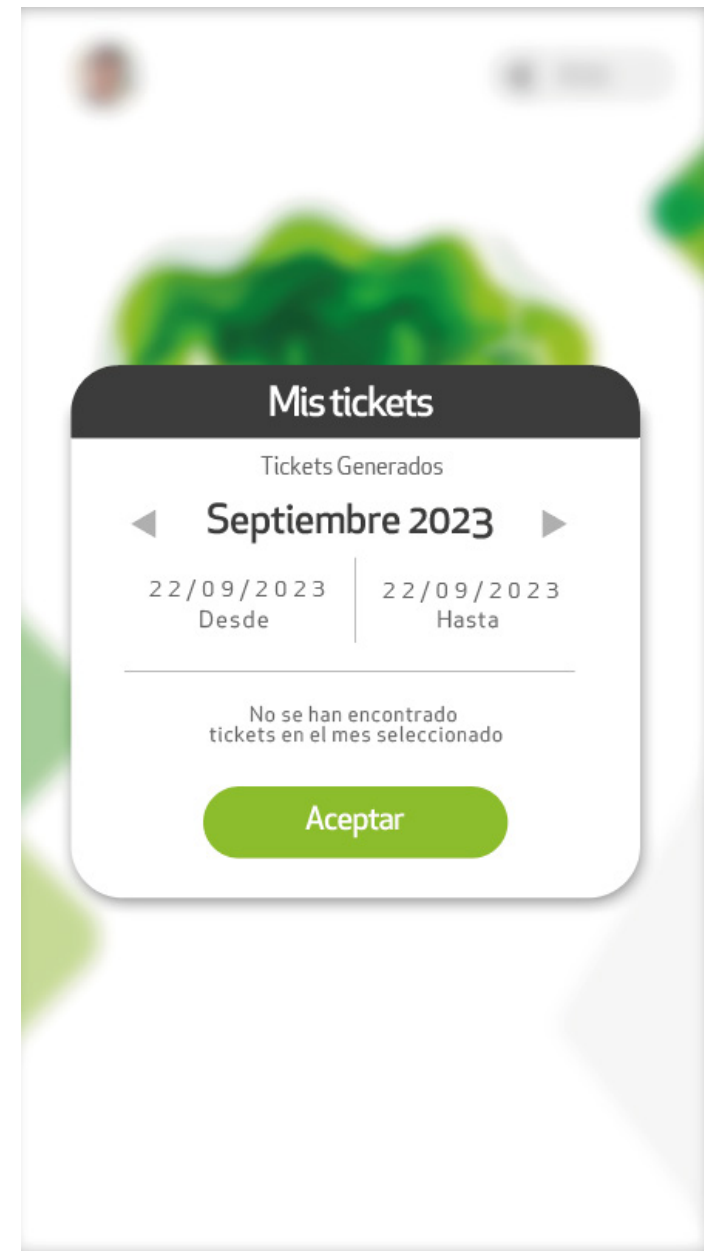 Mis tickets
Tickets Generados
Septiembre 2023
22/09/2023
Desde
22/09/2023
Hasta
No se han encontrado
tickets en el mes seleccionado
Aceptar